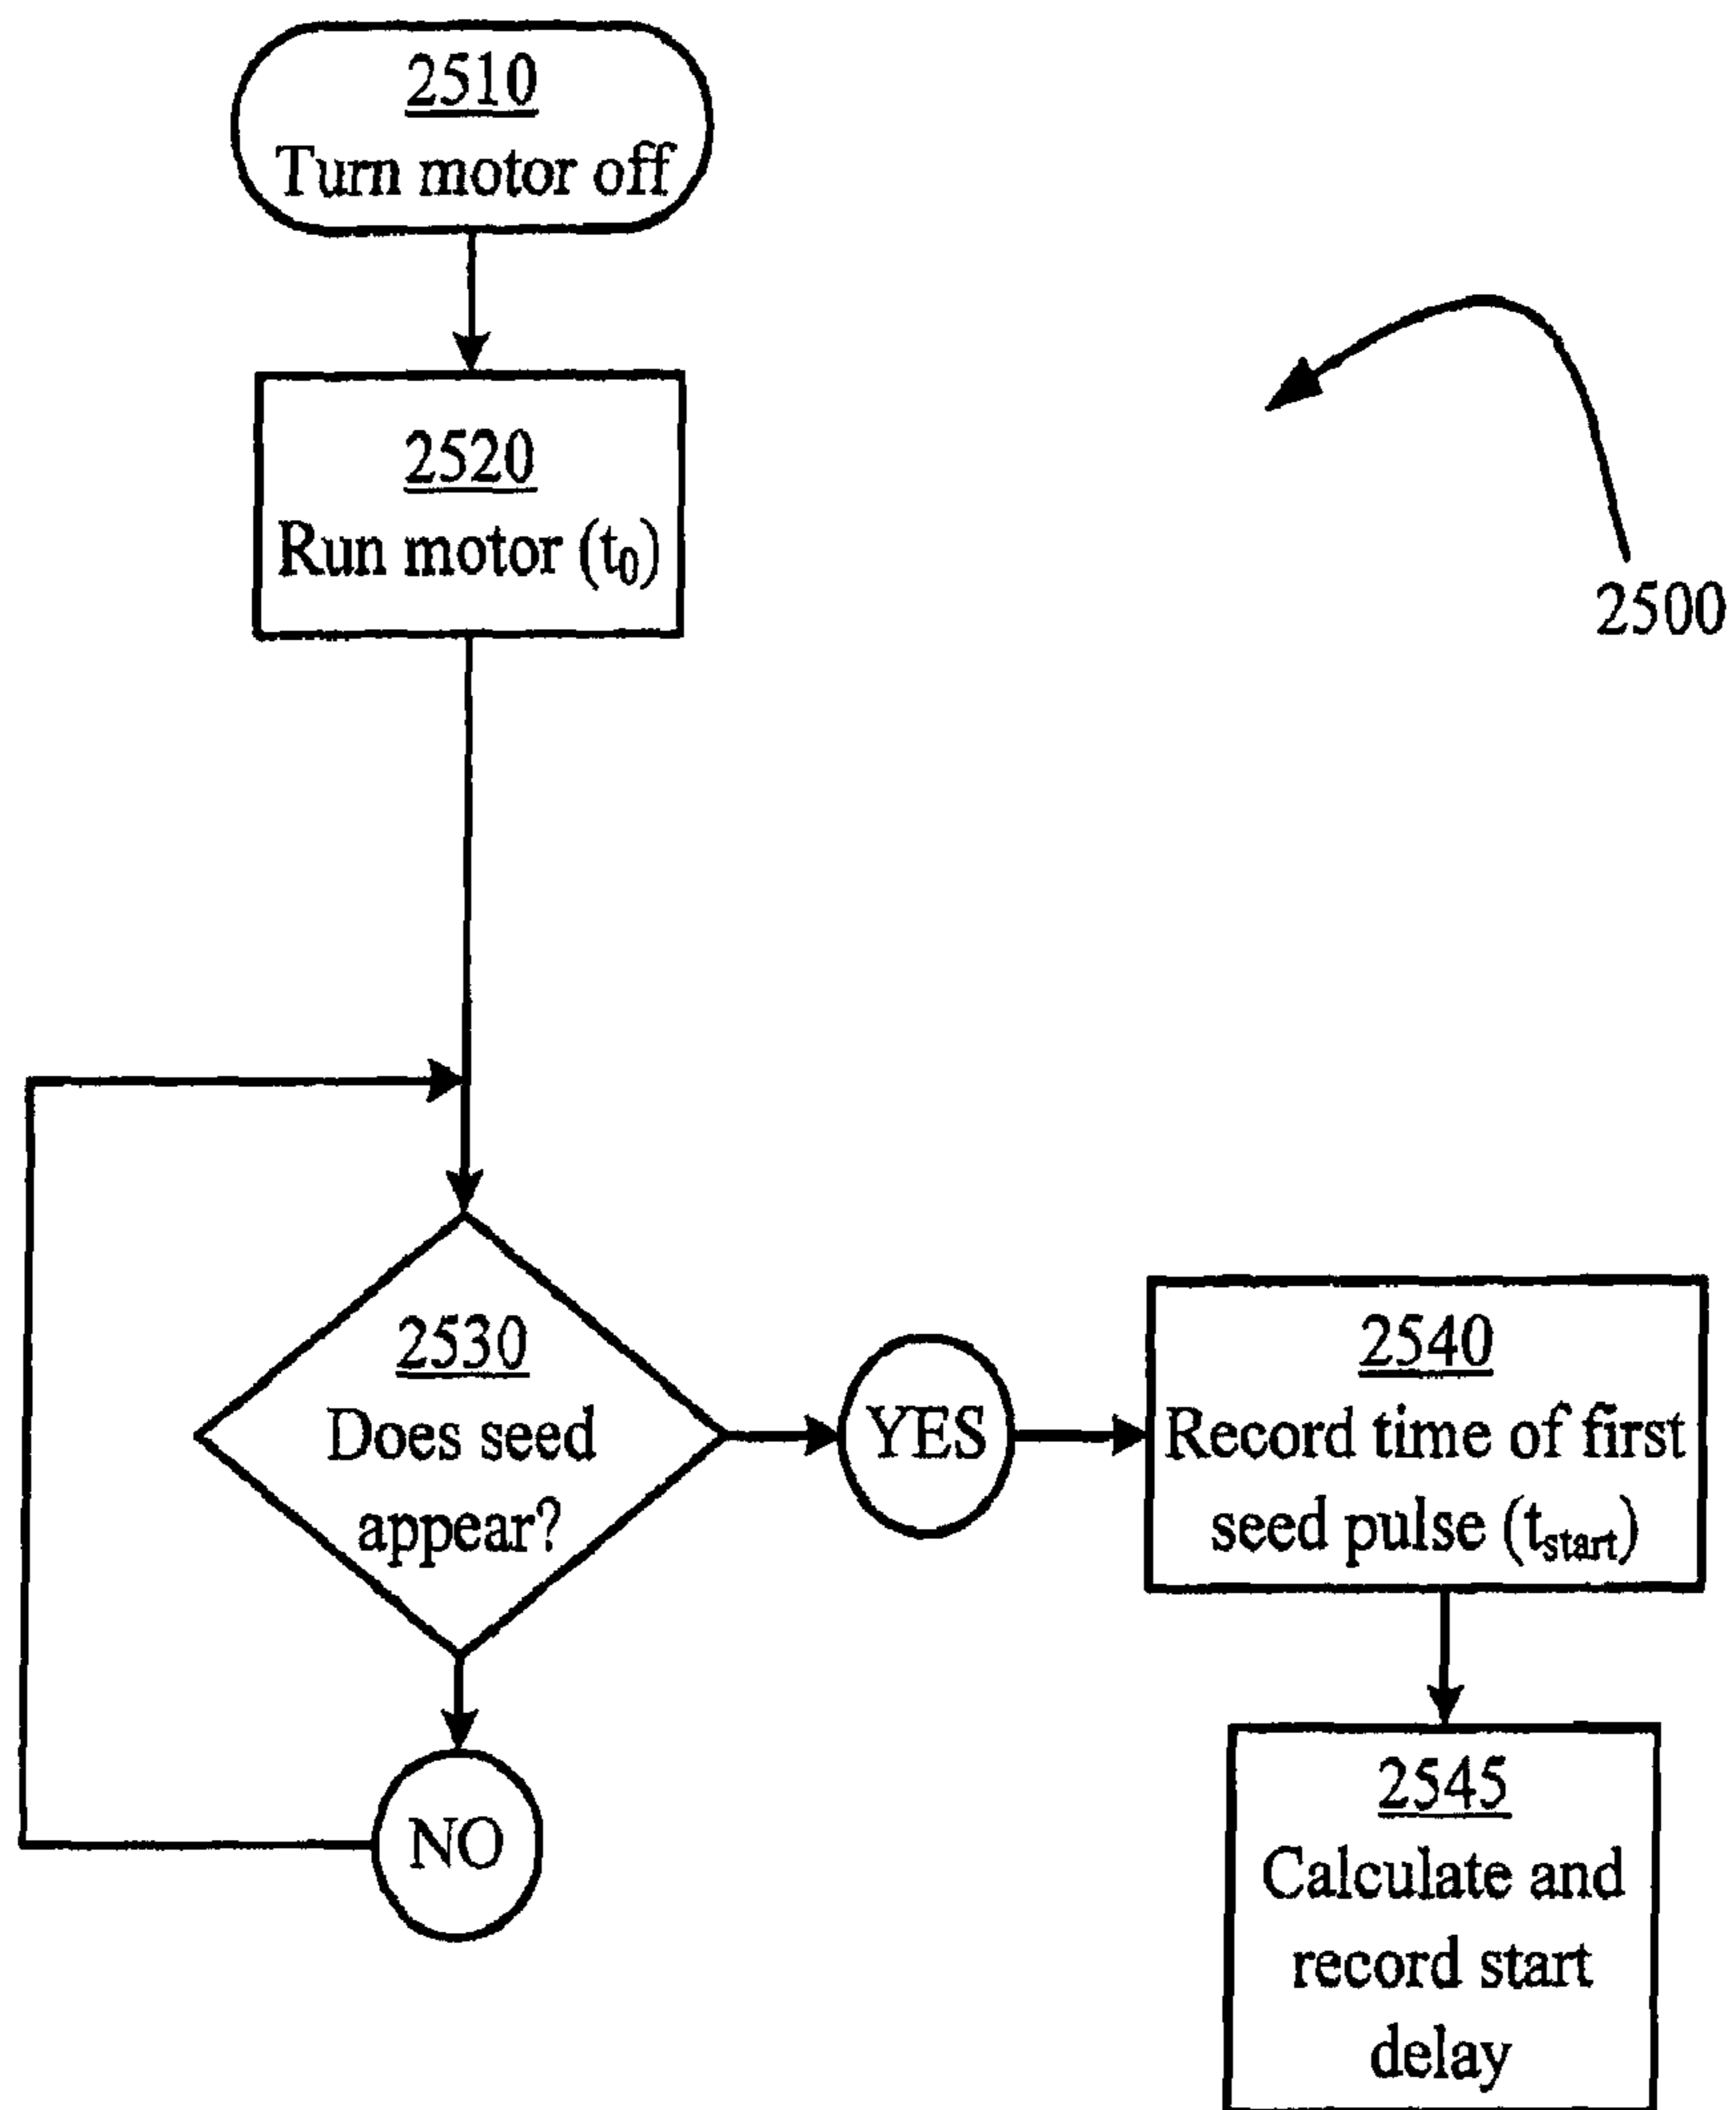 2510
Turn motor off
2520
Run motor (t₀)
2500
2530
Does seed
appear?
YES
2540
Record time of first
seed pulse (tstart)
NO
2545
Calculate and
record start
delay